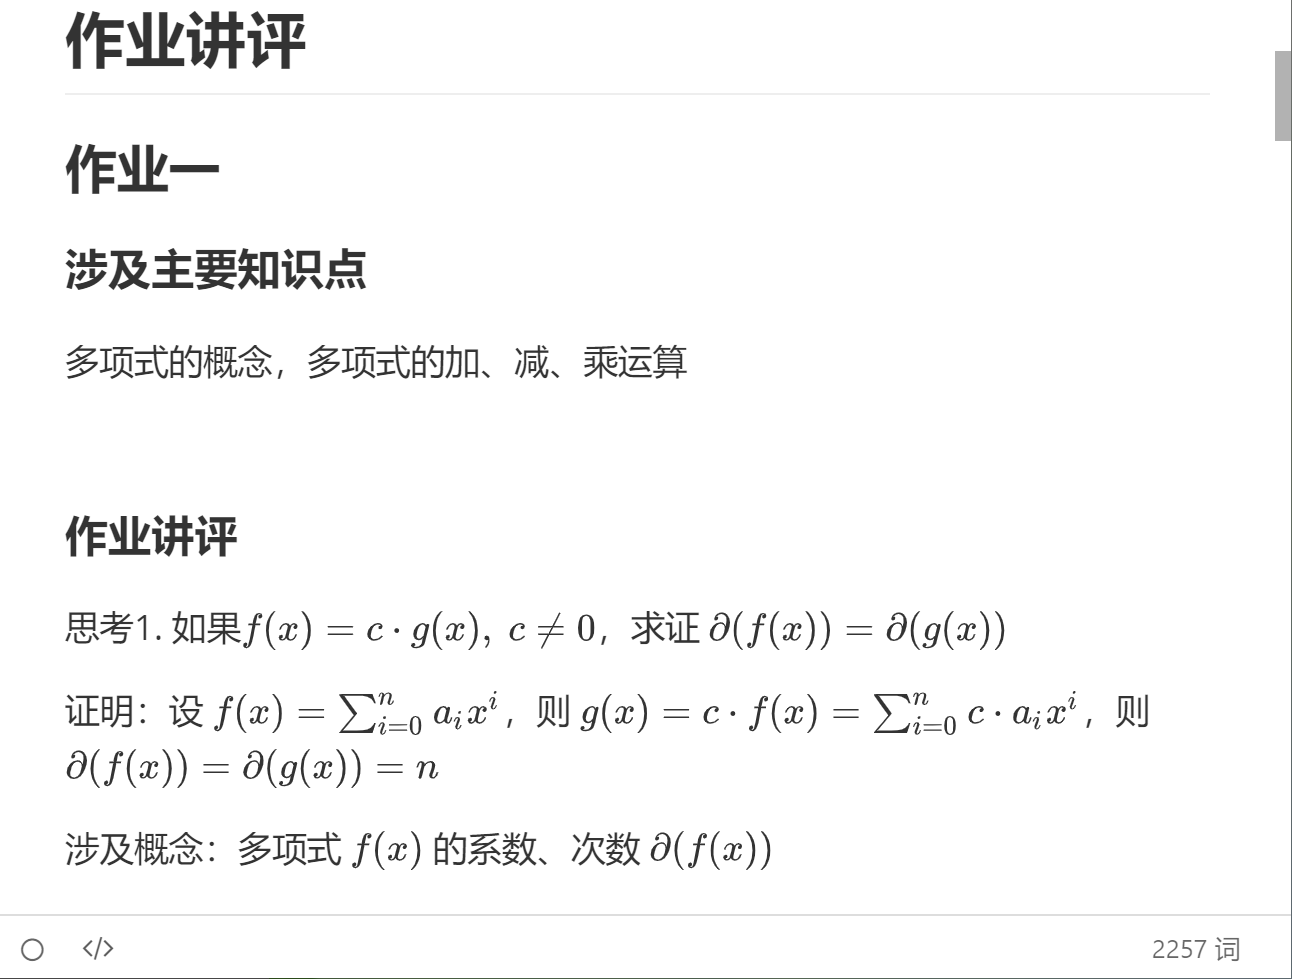 作业讲评
作业一
涉及主要知识点
多项式的概念，多项式的加、减、乘运算
作业讲评
思考1. 如果f(x) = c · g(x), c ≠ 0，求证 ∂(f(x)) = ∂(g(x))
证明：设 f(x) = ∑_{i=0}^{n} a_i x^i，则 g(x) = c · f(x) = ∑_{i=0}^{n} c · a_i x^i，则
∂(f(x)) = ∂(g(x)) = n
涉及概念：多项式 f(x) 的系数、次数 ∂(f(x))
</> 2257 词